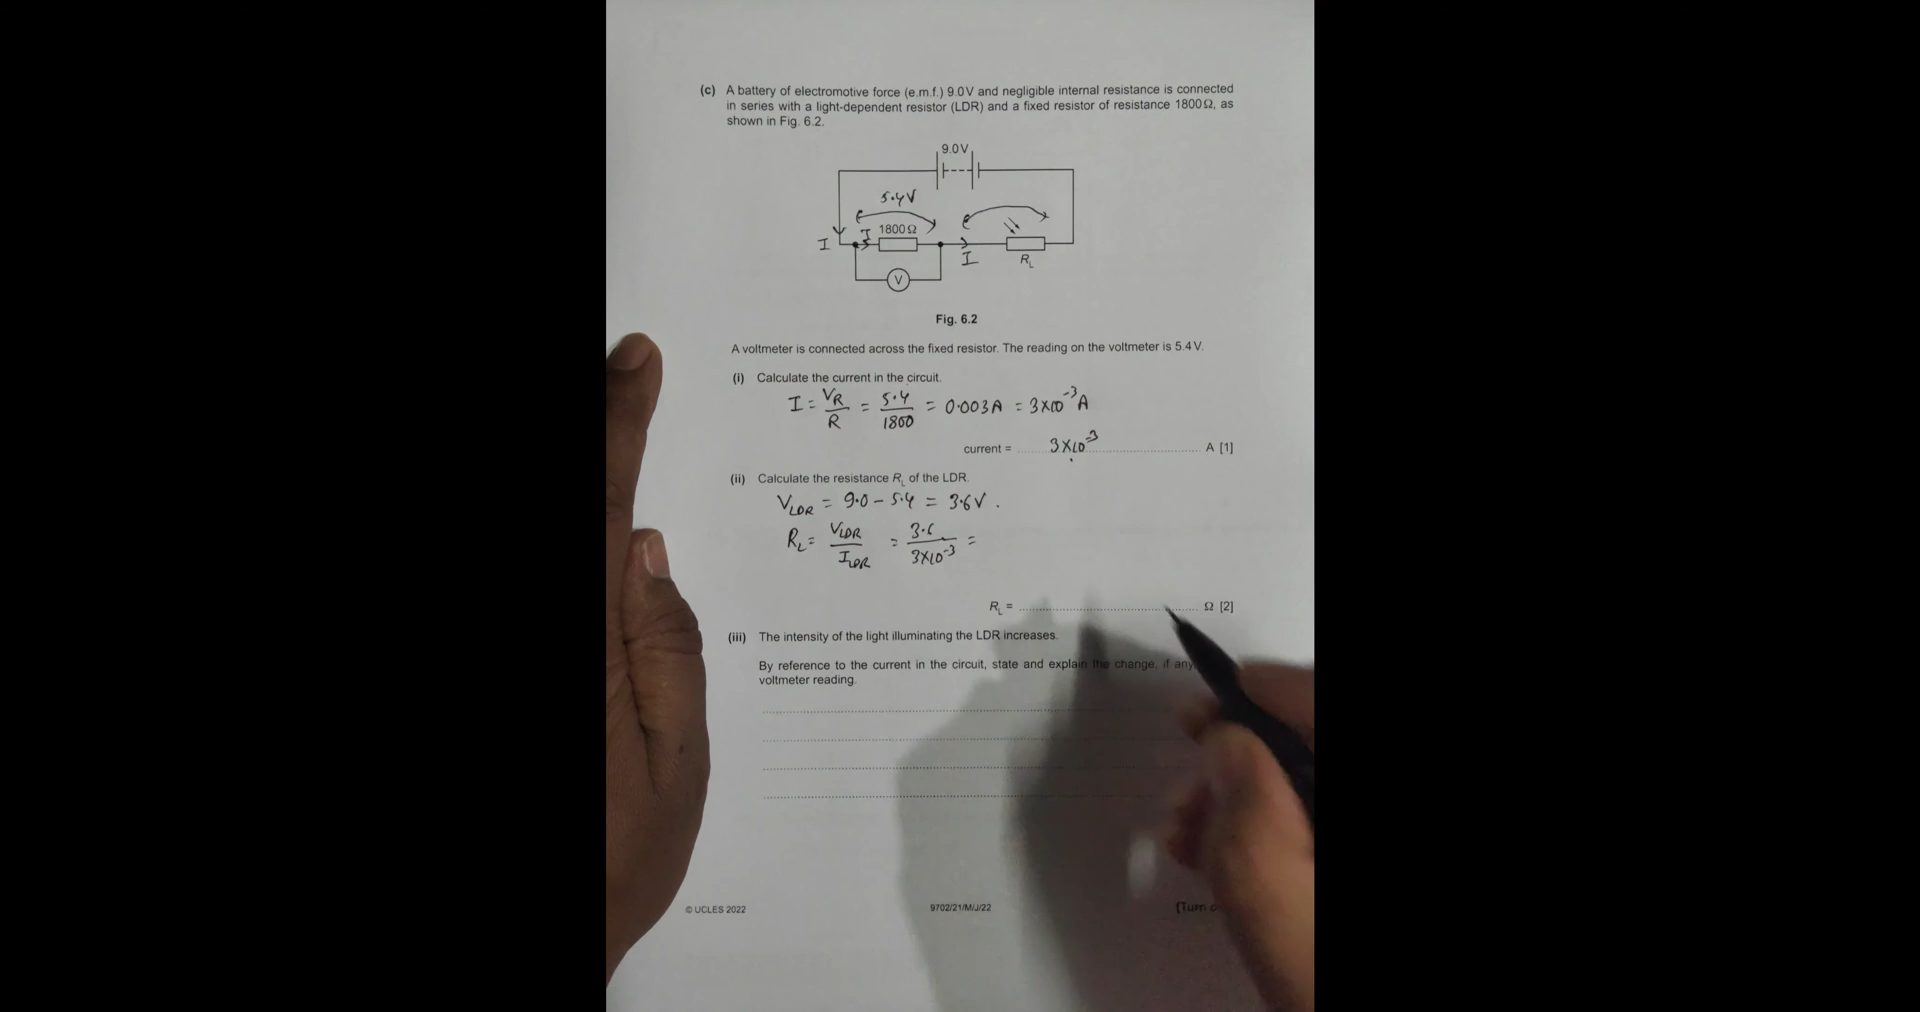 (c) A battery of electromotive force (e.m.f.) 9.0V and negligible internal resistance is connected
in series with a light-dependent resistor (LDR) and a fixed resistor of resistance 1800Ω, as
shown in Fig. 6.2.
9.0V
5.4V
I
I
1800Ω
I
R_L
V
Fig. 6.2
A voltmeter is connected across the fixed resistor. The reading on the voltmeter is 5.4V.
(i) Calculate the current in the circuit.
I = V_R/R = 5.4/1800 = 0.003A = 3×10⁻³A
current = 3×10⁻³ A [1]
(ii) Calculate the resistance R_L of the LDR.
V_LDR = 9.0 - 5.4 = 3.6V.
R_L = V_LDR/I_LDR = 3.6/3×10⁻³ =
R_L = Ω [2]
(iii) The intensity of the light illuminating the LDR increases.
By reference to the current in the circuit, state and explain the change, if any
voltmeter reading.
© UCLES 2022
9702/21/M/J/22
[Turn